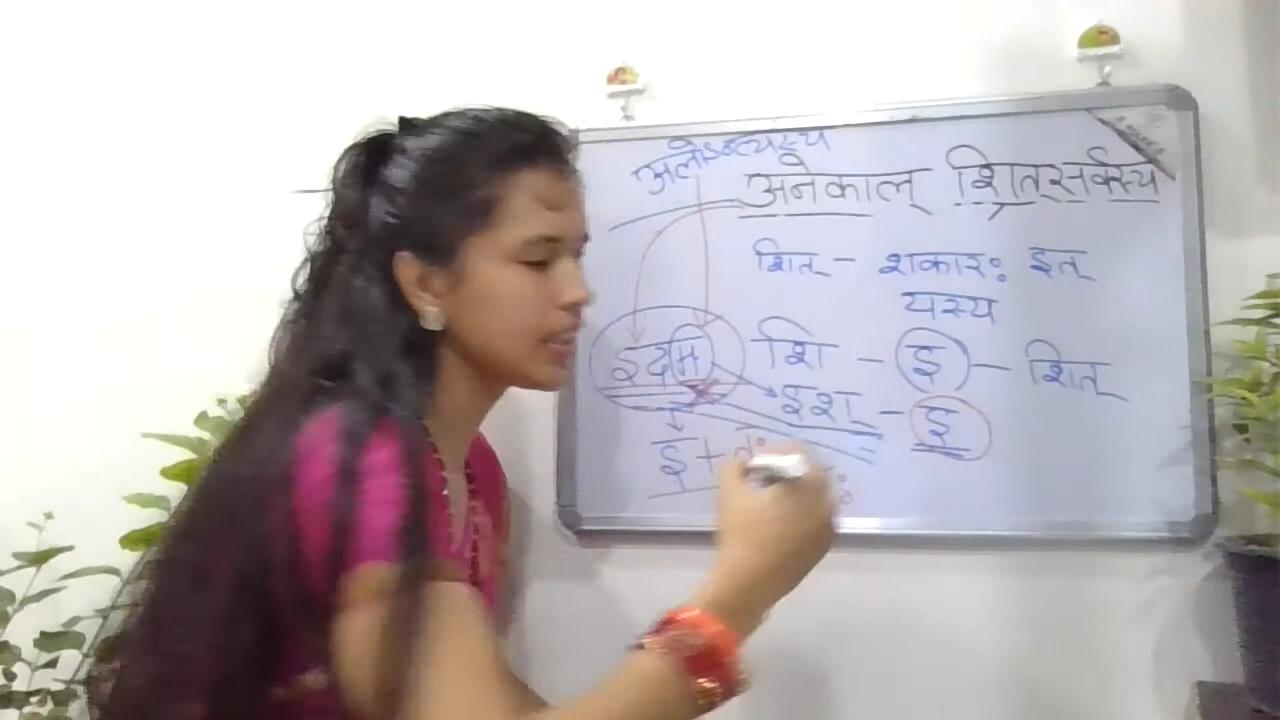 अलोऽन्त्यस्य
अनेकाल् शित्सर्वस्य
शित् - शकारः इत्
यस्य
इदम् शि - इ - शित्
इश् - इ
इ + तः